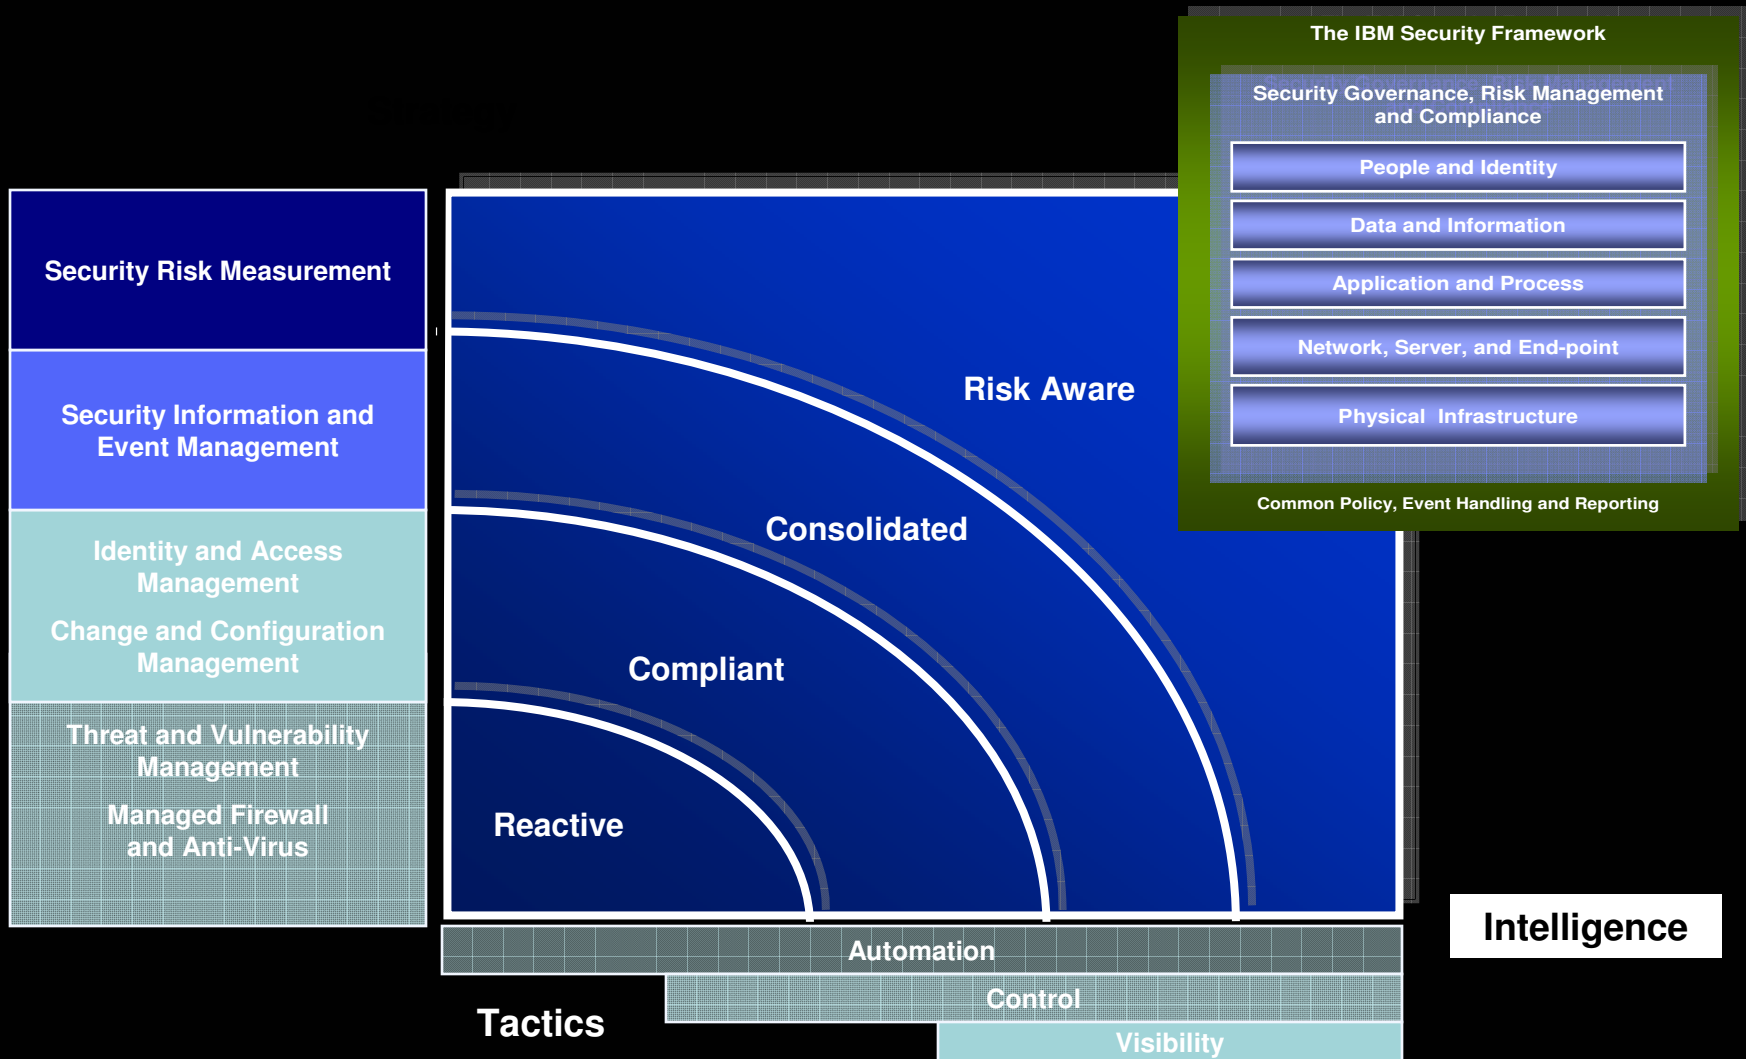 The IBM Security Framework
Security Governance, Risk Management
and Compliance
People and Identity
Data and Information
Application and Process
Network, Server, and End-point
Physical Infrastructure
Common Policy, Event Handling and Reporting
Security Risk Measurement
Security Information and
Event Management
Identity and Access
Management
Change and Configuration
Management
Threat and Vulnerability
Management
Managed Firewall
and Anti-Virus
Risk Aware
Consolidated
Compliant
Reactive
Intelligence
Automation
Control
Visibility
Tactics